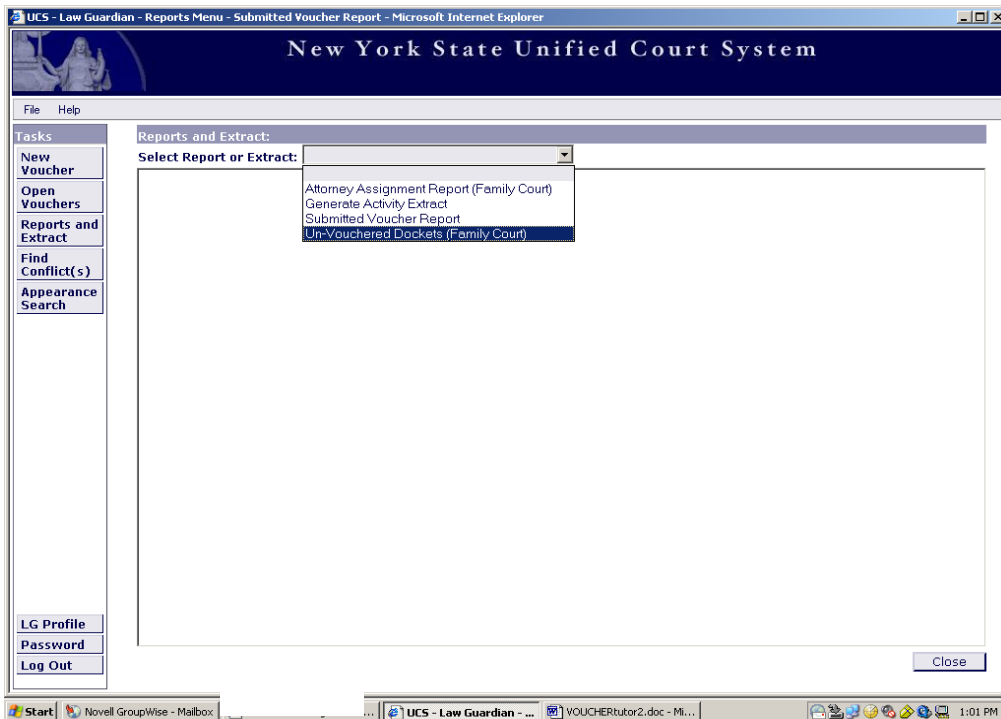 UCS - Law Guardian - Reports Menu - Submitted Voucher Report - Microsoft Internet Explorer
New York State Unified Court System
File Help
Tasks
New
Voucher
Open
Vouchers
Reports and
Extract
Find
Conflict(s)
Appearance
Search
LG Profile
Password
Log Out
Reports and Extract:
Select Report or Extract:
Attorney Assignment Report (Family Court)
Generate Activity Extract
Submitted Voucher Report
Un-Vouchered Dockets (Family Court)
Close
Start Novell GroupWise - Mailbox ... UCS - Law Guardian - ... VOUCHERtutor2.doc - Mi... 1:01 PM